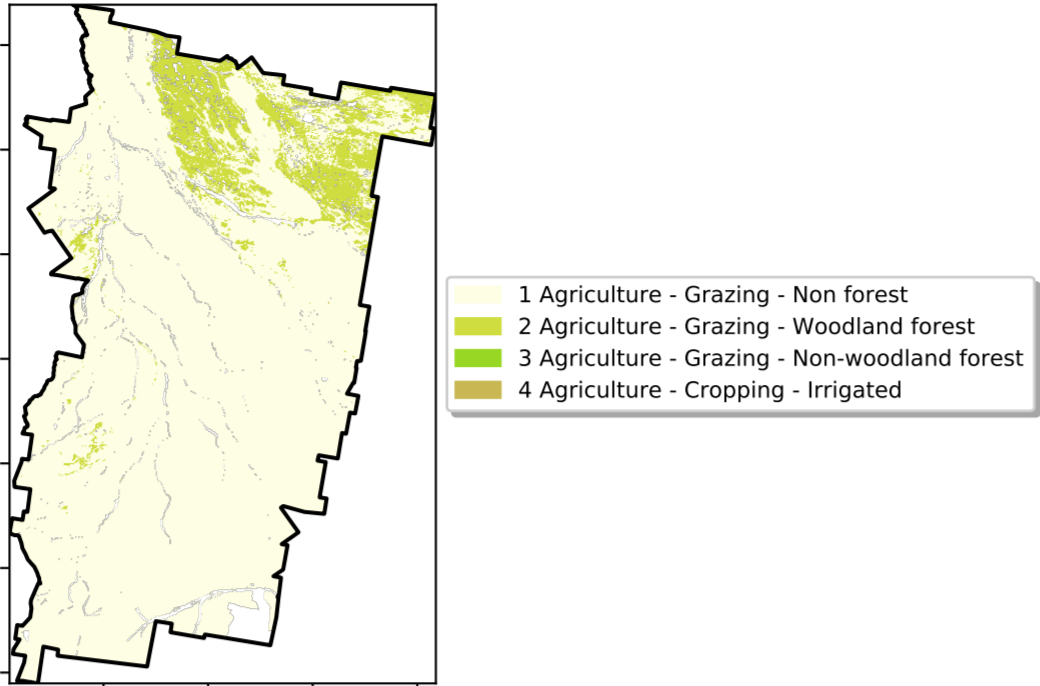 1 Agriculture - Grazing - Non forest
2 Agriculture - Grazing - Woodland forest
3 Agriculture - Grazing - Non-woodland forest
4 Agriculture - Cropping - Irrigated